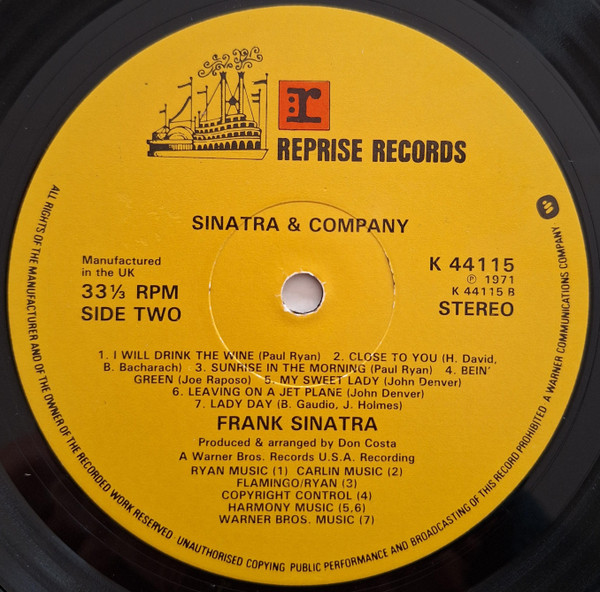 r
REPRISE RECORDS
SINATRA & COMPANY
Manufactured
in the UK
33⅓ RPM
SIDE TWO
K 44115
℗ 1971
K 44115 B
STEREO
1. I WILL DRINK THE WINE (Paul Ryan) 2. CLOSE TO YOU (H. David,
B. Bacharach) 3. SUNRISE IN THE MORNING (Paul Ryan) 4. BEIN'
GREEN (Joe Raposo) 5. MY SWEET LADY (John Denver)
6. LEAVING ON A JET PLANE (John Denver)
7. LADY DAY (B. Gaudio, J. Holmes)
FRANK SINATRA
Produced & arranged by Don Costa
A Warner Bros. Records U.S.A. Recording
RYAN MUSIC (1) CARLIN MUSIC (2)
FLAMINGO/RYAN (3)
COPYRIGHT CONTROL (4)
HARMONY MUSIC (5,6)
WARNER BROS. MUSIC (7)
ALL RIGHTS OF THE MANUFACTURER AND OF THE OWNER OF THE RECORDED WORK RESERVED UNAUTHORISED COPYING PUBLIC PERFORMANCE AND BROADCASTING OF THIS RECORD PROHIBITED A WARNER COMMUNICATIONS COMPANY